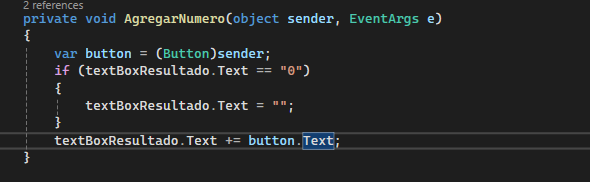 2 references
private void AgregarNumero(object sender, EventArgs e)
{
var button = (Button)sender;
if (textBoxResultado.Text == "0")
{
textBoxResultado.Text = "";
}
textBoxResultado.Text += button.Text;
}